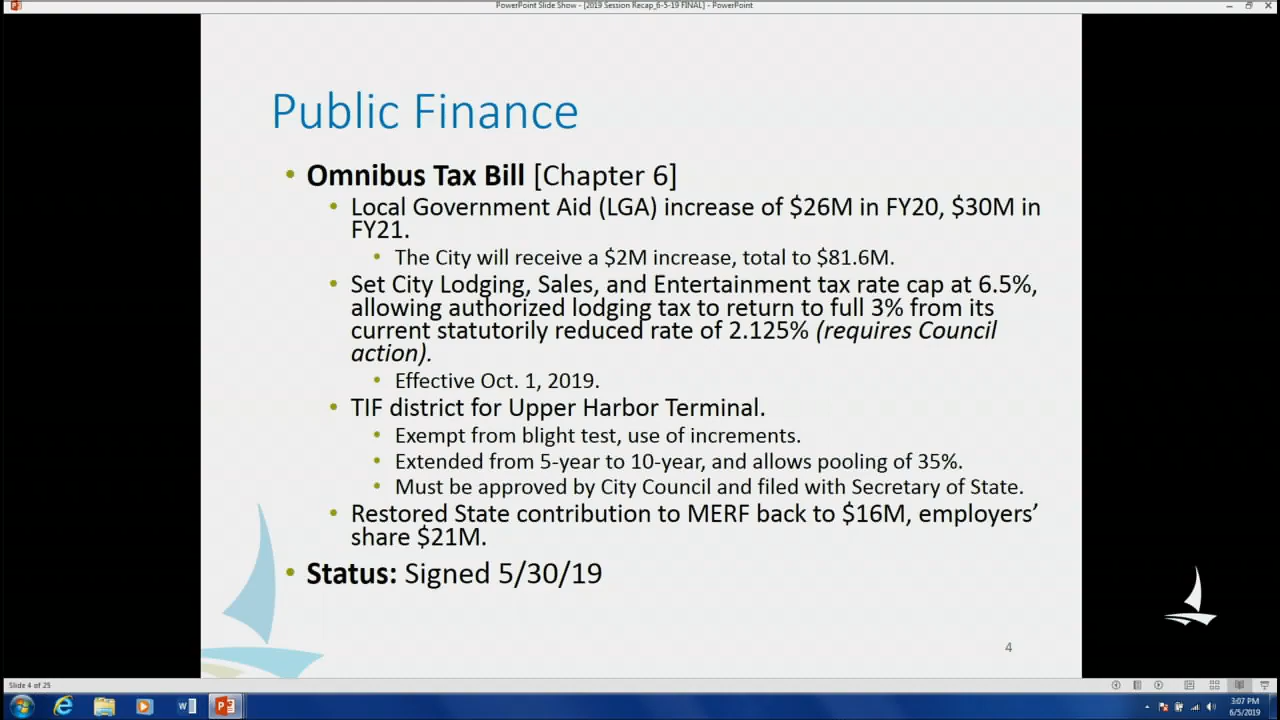 PowerPoint Slide Show - [2019 Session Recap_6-5-19 FINAL] - PowerPoint
Public Finance
• Omnibus Tax Bill [Chapter 6]
• Local Government Aid (LGA) increase of $26M in FY20, $30M in
FY21.
• The City will receive a $2M increase, total to $81.6M.
• Set City Lodging, Sales, and Entertainment tax rate cap at 6.5%,
allowing authorized lodging tax to return to full 3% from its
current statutorily reduced rate of 2.125% (requires Council
action).
• Effective Oct. 1, 2019.
• TIF district for Upper Harbor Terminal.
• Exempt from blight test, use of increments.
• Extended from 5-year to 10-year, and allows pooling of 35%.
• Must be approved by City Council and filed with Secretary of State.
• Restored State contribution to MERF back to $16M, employers’
share $21M.
• Status: Signed 5/30/19
4
Slide 4 of 25
3:07 PM
6/5/2019